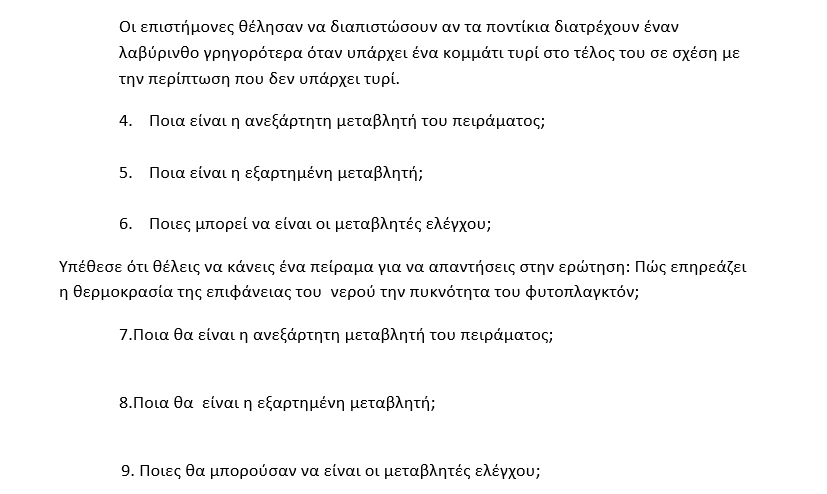 Οι επιστήμονες θέλησαν να διαπιστώσουν αν τα ποντίκια διατρέχουν έναν
λαβύρινθο γρηγορότερα όταν υπάρχει ένα κομμάτι τυρί στο τέλος του σε σχέση με
την περίπτωση που δεν υπάρχει τυρί.
4. Ποια είναι η ανεξάρτητη μεταβλητή του πειράματος;
5. Ποια είναι η εξαρτημένη μεταβλητή;
6. Ποιες μπορεί να είναι οι μεταβλητές ελέγχου;
Υπέθεσε ότι θέλεις να κάνεις ένα πείραμα για να απαντήσεις στην ερώτηση: Πώς επηρεάζει
η θερμοκρασία της επιφάνειας του  νερού την πυκνότητα του φυτοπλαγκτόν;
7.Ποια θα είναι η ανεξάρτητη μεταβλητή του πειράματος;
8.Ποια θα  είναι η εξαρτημένη μεταβλητή;
9. Ποιες θα μπορούσαν να είναι οι μεταβλητές ελέγχου;